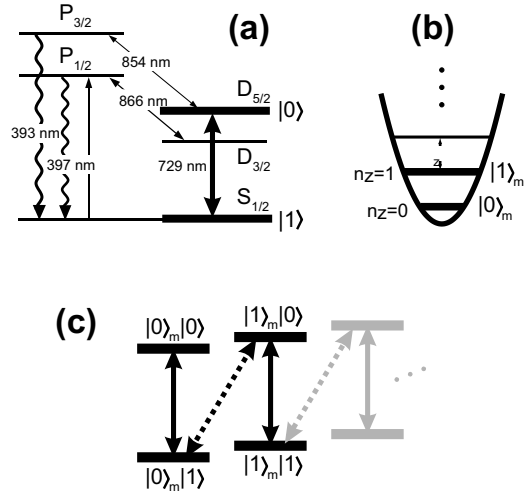 (a)
P3/2
P1/2
854 nm
866 nm
393 nm
397 nm
729 nm
D5/2
|0⟩
D3/2
S1/2
|1⟩
(b)
z
nz=1
|1⟩m
nz=0
|0⟩m
(c)
|0⟩m|0⟩
|1⟩m|0⟩
|0⟩m|1⟩
|1⟩m|1⟩